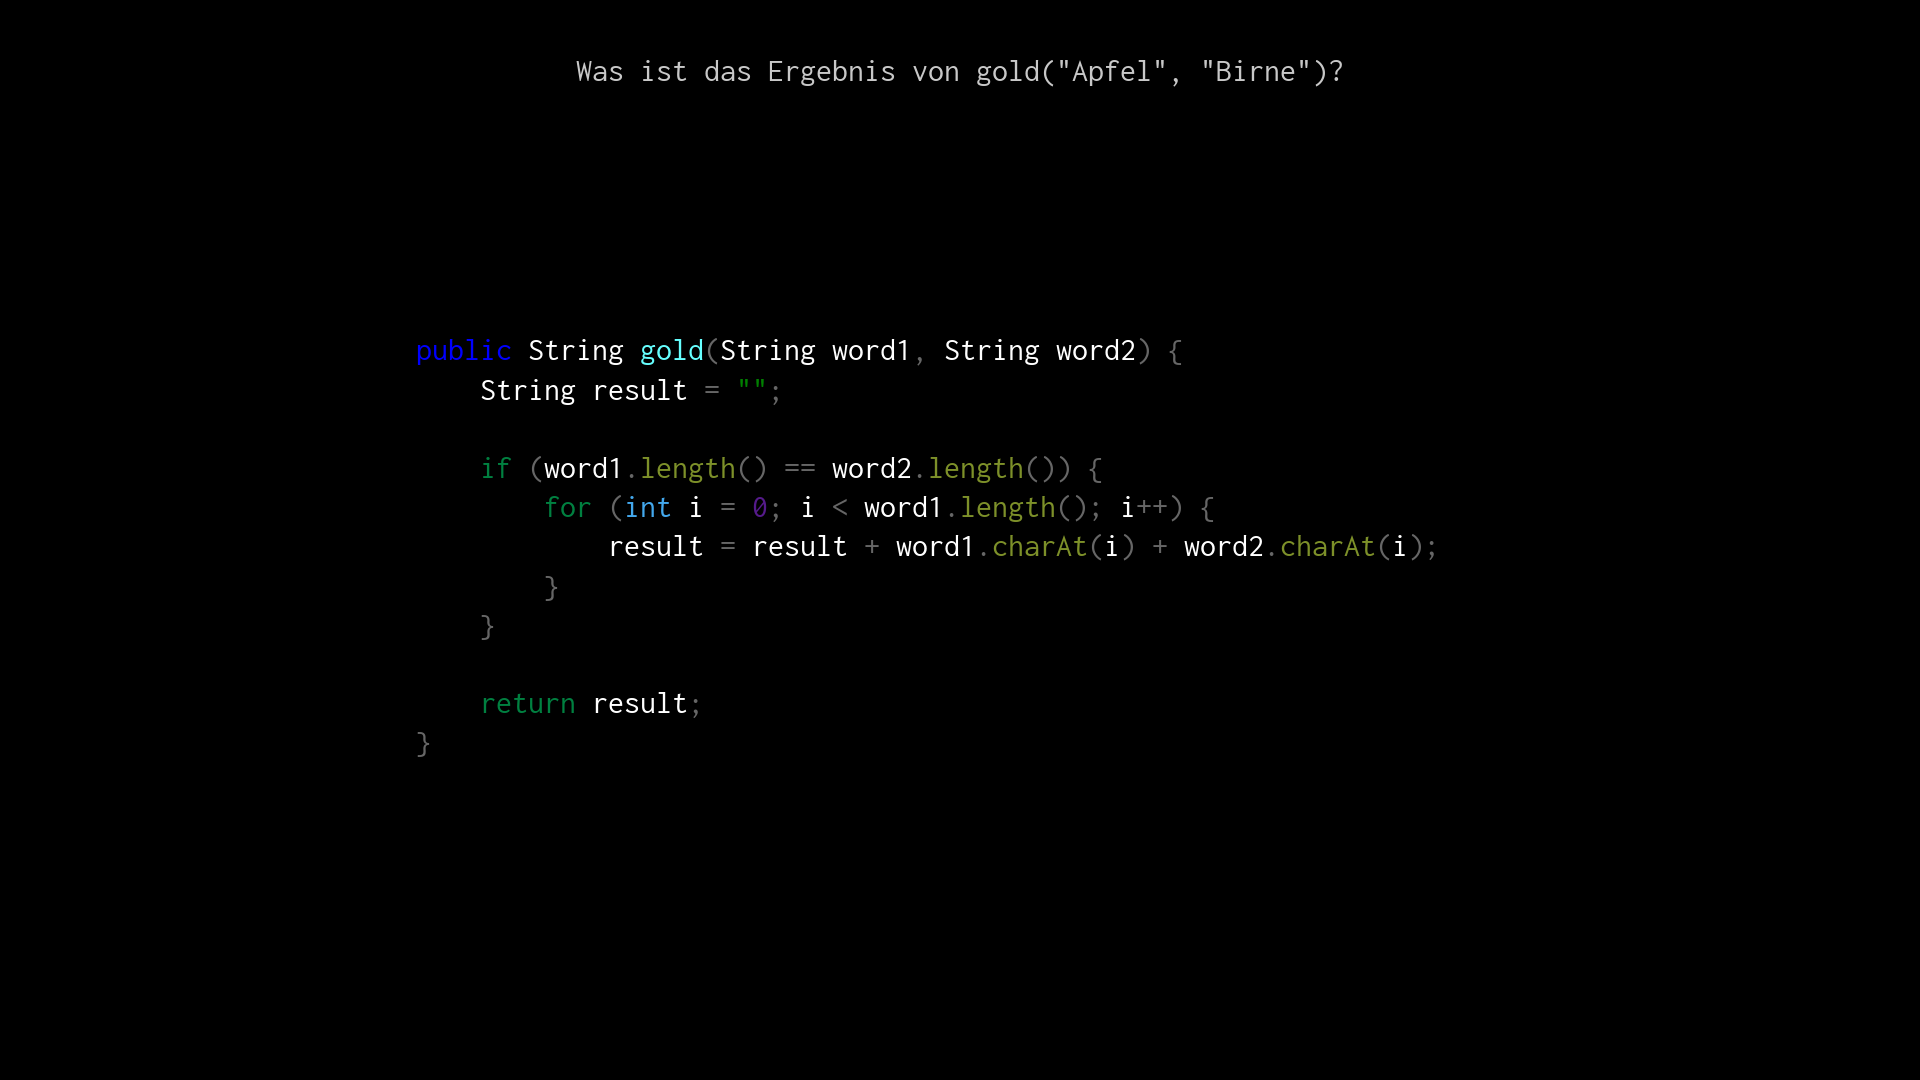 Was ist das Ergebnis von gold("Apfel", "Birne")?
public String gold(String word1, String word2) {
    String result = "";
    if (word1.length() == word2.length()) {
        for (int i = 0; i < word1.length(); i++) {
            result = result + word1.charAt(i) + word2.charAt(i);
        }
    }
    return result;
}